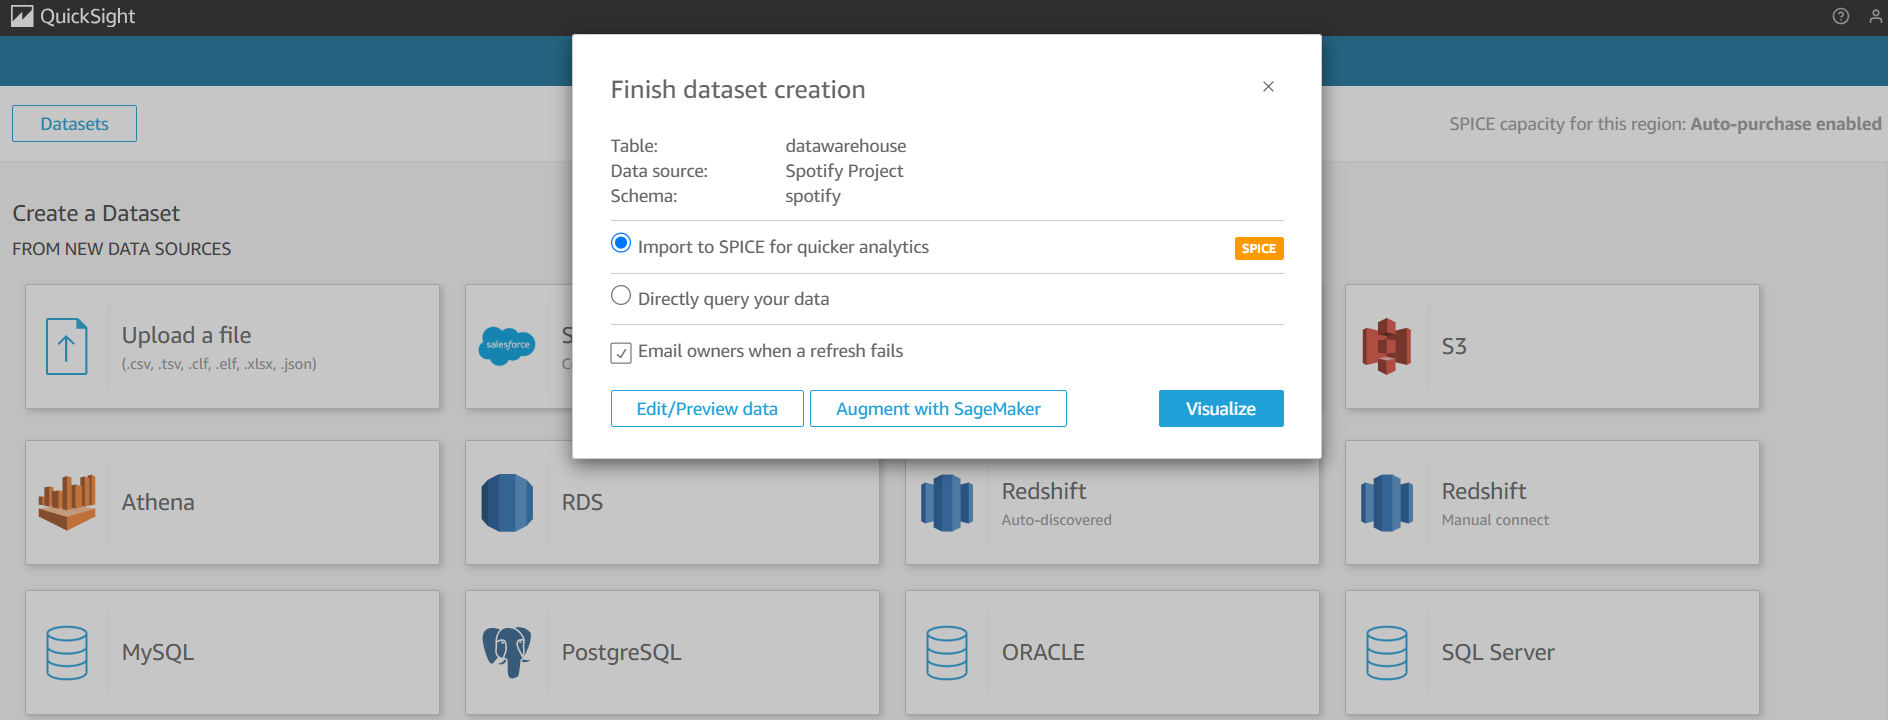 QuickSight
Finish dataset creation
Datasets
SPICE capacity for this region: Auto-purchase enabled
Table: datawarehouse
Data source: Spotify Project
Schema: spotify
Import to SPICE for quicker analytics SPICE
Directly query your data
Email owners when a refresh fails
Edit/Preview data Augment with SageMaker Visualize
Create a Dataset
FROM NEW DATA SOURCES
Upload a file
(.csv, .tsv, .clf, .elf, .xlsx, .json)
salesforce
S3
Athena
RDS
Redshift
Auto-discovered
Redshift
Manual connect
MySQL
PostgreSQL
ORACLE
SQL Server